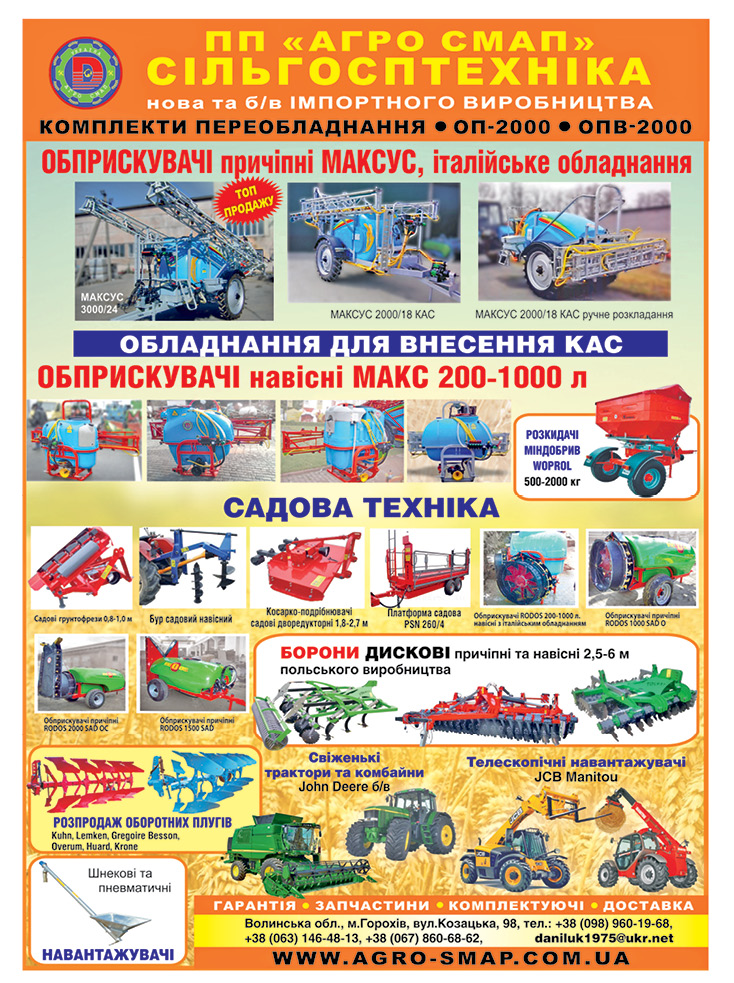 УКРАЇНА
АГРО СМАП
ПП «АГРО СМАП»
СІЛЬГОСПТЕХНІКА
нова та б/в ІМПОРТНОГО ВИРОБНИЦТВА
КОМПЛЕКТИ ПЕРЕОБЛАДНАННЯ • ОП-2000 • ОПВ-2000
ОБПРИСКУВАЧІ причіпні МАКСУС, італійське обладнання
ТОП
ПРОДАЖУ
МАКСУС
3000/24
МАКСУС 2000/18 КАС
МАКСУС 2000/18 КАС ручне розкладання
ОБЛАДНАННЯ ДЛЯ ВНЕСЕННЯ КАС
ОБПРИСКУВАЧІ навісні МАКС 200-1000 л
РОЗКИДАЧІ
МІНДОБРИВ
WOPROL
500-2000 кг
САДОВА ТЕХНІКА
Садові грунтофрези 0,8-1,0 м
Бур садовий навісний
Косарко-подрібнювачі
садові дворедукторні 1,8-2,7 м
Платформа садова
PSN 260/4
Обприскувачі RODOS 200-1000 л.
навісні з італійським обладнанням
Обприскувачі причіпні
RODOS 1000 SAD O
Обприскувачі причіпні
RODOS 2000 SAD OC
Обприскувачі причіпні
RODOS 1500 SAD
БОРОНИ ДИСКОВІ причіпні та навісні 2,5-6 м
польського виробництва
РОЗПРОДАЖ ОБОРОТНИХ ПЛУГІВ
Kuhn, Lemken, Gregoire Besson,
Overum, Huard, Krone
Свіженькі
трактори та комбайни
John Deere б/в
Телескопічні навантажувачі
JCB Manitou
Шнекові та
пневматичні
НАВАНТАЖУВАЧІ
ГАРАНТІЯ • ЗАПЧАСТИНИ • КОМПЛЕКТУЮЧІ • ДОСТАВКА
Волинська обл., м.Горохів, вул.Козацька, 98, тел.: +38 (098) 960-19-68,
+38 (063) 146-48-13, +38 (067) 860-68-62, daniluk1975@ukr.net
WWW.AGRO-SMAP.COM.UA